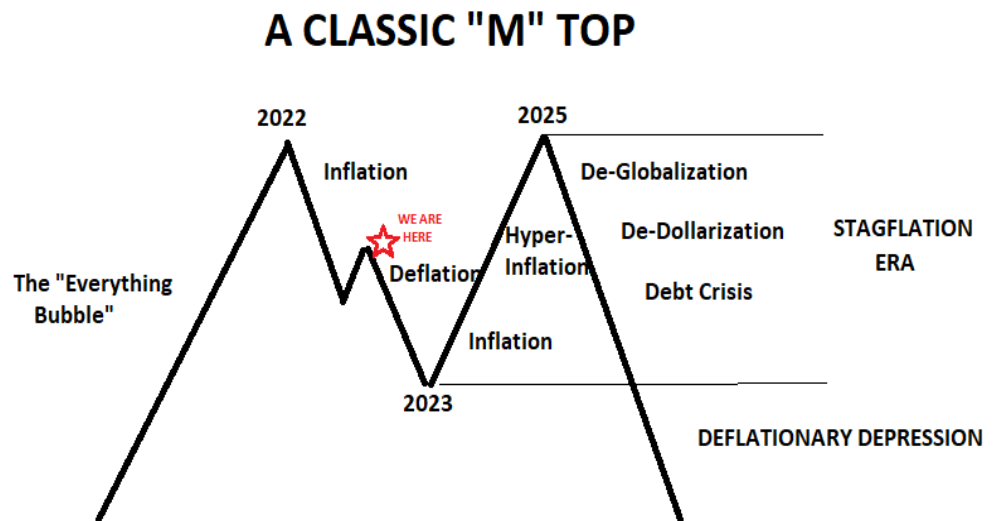 A CLASSIC "M" TOP
2022
2025
Inflation
De-Globalization
WE ARE
HERE
Hyper-
Inflation
De-Dollarization
STAGFLATION
ERA
The "Everything
Bubble"
Deflation
Debt Crisis
Inflation
2023
DEFLATIONARY DEPRESSION